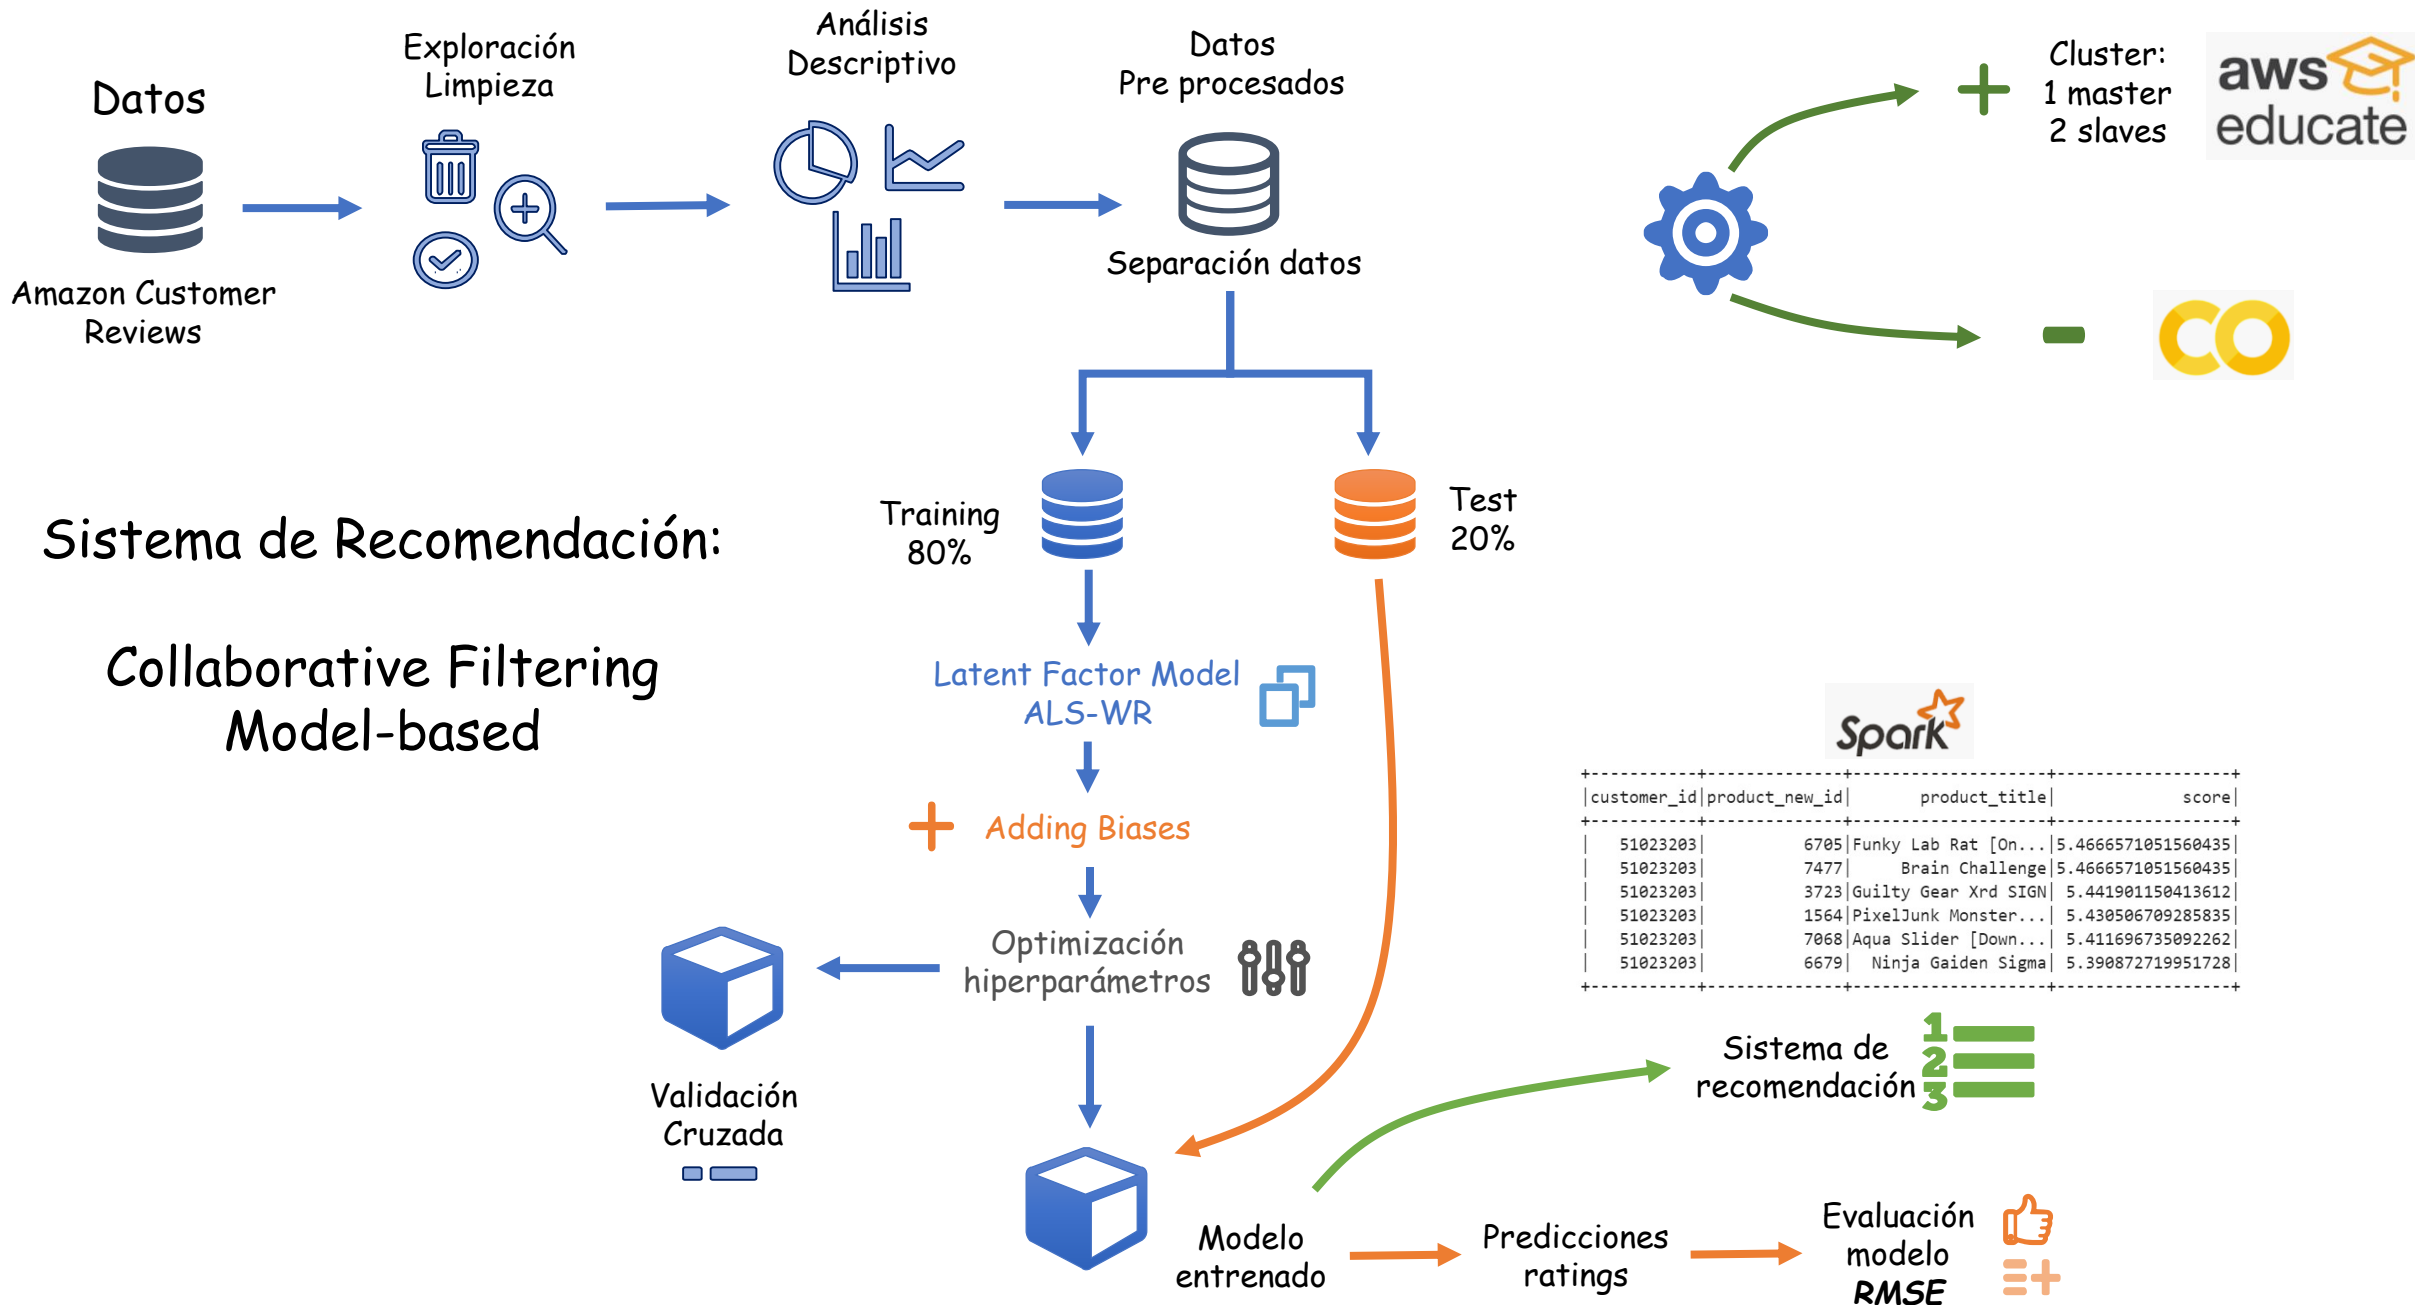 Datos
Amazon Customer
Reviews
Exploración
Limpieza
Análisis
Descriptivo
Datos
Pre procesados
Separación datos
Cluster:
1 master
2 slaves
aws
educate
CO
Training
80%
Test
20%
Sistema de Recomendación:
Collaborative Filtering
Model-based
Latent Factor Model
ALS-WR
+ Adding Biases
Optimización
hiperparámetros
Validación
Cruzada
Spark
+-----------+--------------+--------------------+------------------+
|customer_id|product_new_id|       product_title|             score|
+-----------+--------------+--------------------+------------------+
|   51023203|          6705|Funky Lab Rat [On...|5.4666571051560435|
|   51023203|          7477|     Brain Challenge|5.4666571051560435|
|   51023203|          3723|Guilty Gear Xrd SIGN| 5.441901150413612|
|   51023203|          1564|PixelJunk Monster...| 5.430506709285835|
|   51023203|          7068|Aqua Slider [Down...| 5.411696735092262|
|   51023203|          6679|  Ninja Gaiden Sigma| 5.390872719951728|
+-----------+--------------+--------------------+------------------+
Sistema de
recomendación
1
2
3
Modelo
entrenado
Predicciones
ratings
Evaluación
modelo
RMSE